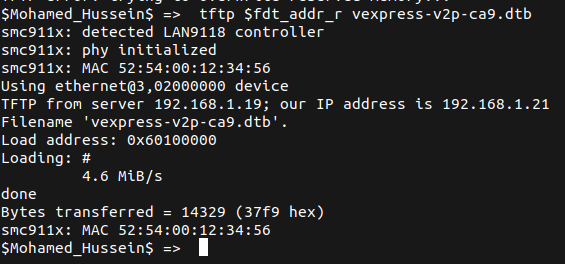 $Mohamed_Hussein$ =>  tftp $fdt_addr_r vexpress-v2p-ca9.dtb
smc911x: detected LAN9118 controller
smc911x: phy initialized
smc911x: MAC 52:54:00:12:34:56
Using ethernet@3,02000000 device
TFTP from server 192.168.1.19; our IP address is 192.168.1.21
Filename 'vexpress-v2p-ca9.dtb'.
Load address: 0x60100000
Loading: #
         4.6 MiB/s
done
Bytes transferred = 14329 (37f9 hex)
smc911x: MAC 52:54:00:12:34:56
$Mohamed_Hussein$ =>